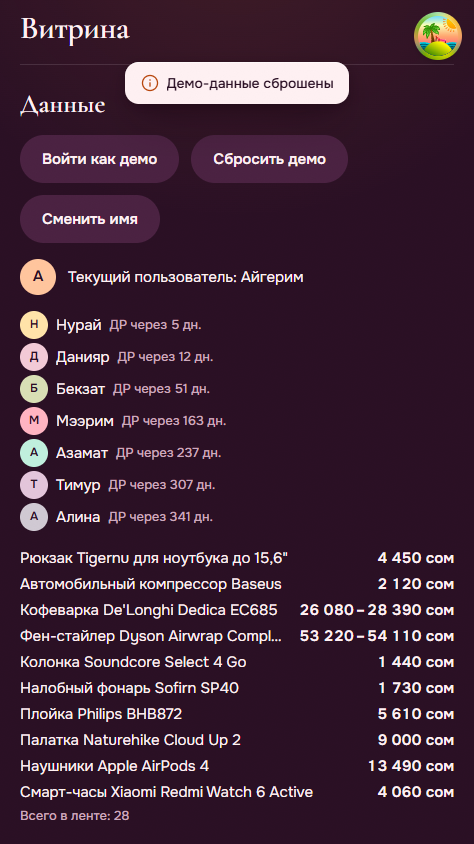 Витрина
Демо-данные сброшены
Данные
Войти как демо
Сбросить демо
Сменить имя
А Текущий пользователь: Айгерим
Н Нурай ДР через 5 дн.
Д Данияр ДР через 12 дн.
Б Бекзат ДР через 51 дн.
М Мээрим ДР через 163 дн.
А Азамат ДР через 237 дн.
Т Тимур ДР через 307 дн.
А Алина ДР через 341 дн.
Рюкзак Tigernu для ноутбука до 15,6" 4 450 сом
Автомобильный компрессор Baseus 2 120 сом
Кофеварка De'Longhi Dedica EC685 26 080 – 28 390 сом
Фен-стайлер Dyson Airwrap Compl... 53 220 – 54 110 сом
Колонка Soundcore Select 4 Go 1 440 сом
Налобный фонарь Sofirn SP40 1 730 сом
Плойка Philips BHB872 5 610 сом
Палатка Naturehike Cloud Up 2 9 000 сом
Наушники Apple AirPods 4 13 490 сом
Смарт-часы Xiaomi Redmi Watch 6 Active 4 060 сом
Всего в ленте: 28